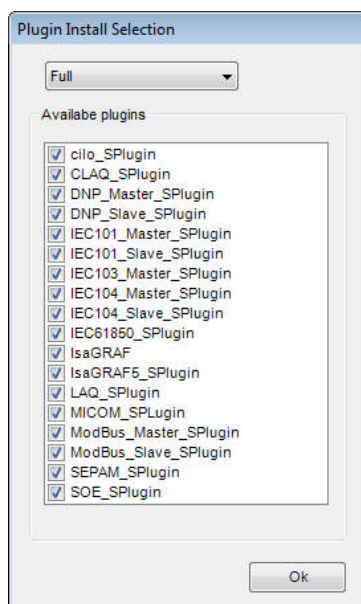 Plugin Install Selection
Full
Availabe plugins
cilo_SPlugin
CLAQ_SPlugin
DNP_Master_SPlugin
DNP_Slave_SPlugin
IEC101_Master_SPlugin
IEC101_Slave_SPlugin
IEC103_Master_SPlugin
IEC104_Master_SPlugin
IEC104_Slave_SPlugin
IEC61850_SPlugin
IsaGRAF
IsaGRAF5_SPlugin
LAQ_SPlugin
MICOM_SPLugin
ModBus_Master_SPlugin
ModBus_Slave_SPlugin
SEPAM_SPlugin
SOE_SPlugin
Ok